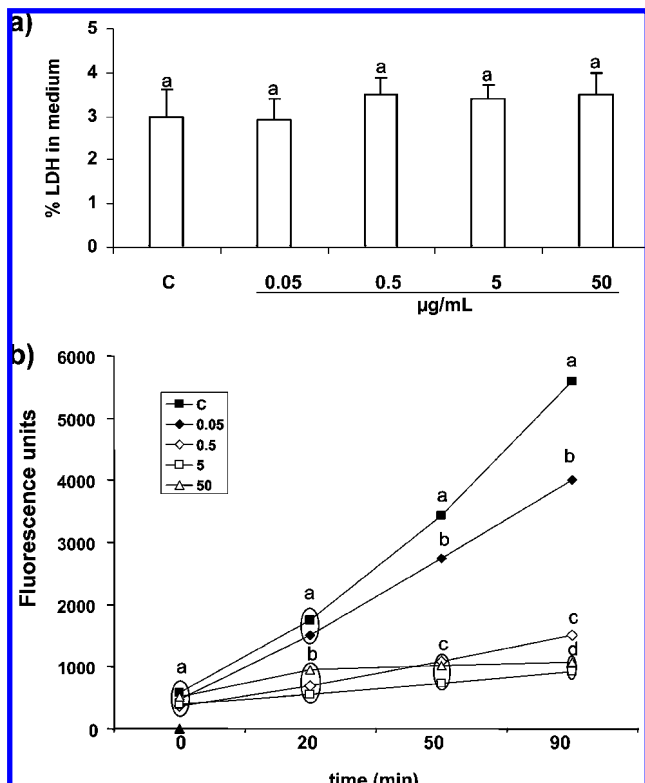 a)
5
4
3
2
1
0
% LDH in medium
a a a a a
C 0.05 0.5 5 50
µg/mL
b)
6000
5000
4000
3000
2000
1000
0
Fluorescence units
C
0.05
0.5
5
50
a
a
b
a
b
a
c
c
b
d
0 20 50 90
time (min)